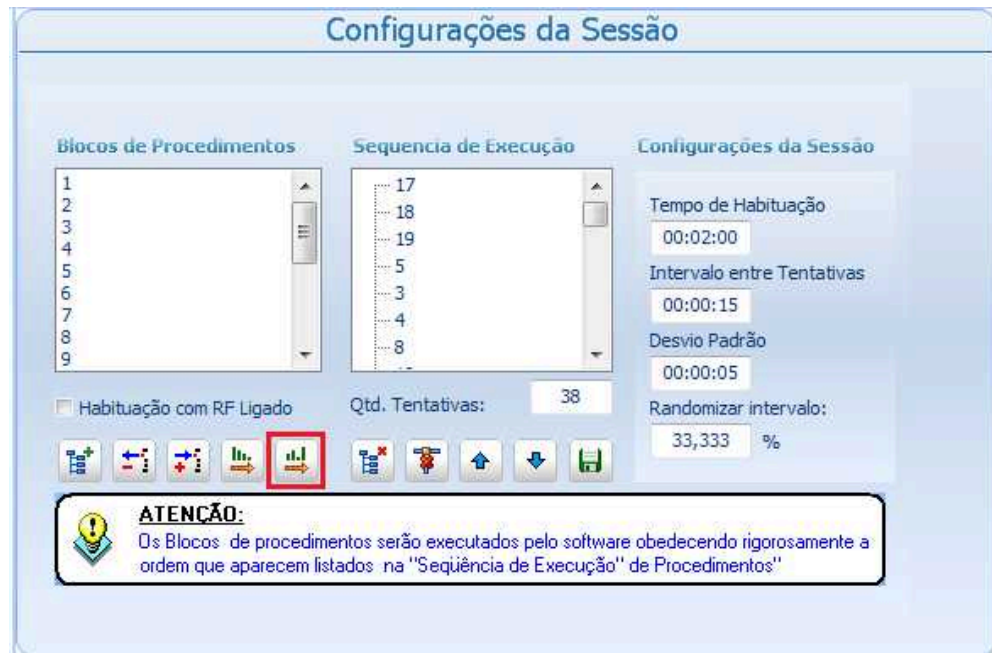 Configurações da Sessão
Blocos de Procedimentos
1
2
3
4
5
6
7
8
9
Habituação com RF Ligado
Sequencia de Execução
17
18
19
5
3
4
8
Qtd. Tentativas: 38
Configurações da Sessão
Tempo de Habituação
00:02:00
Intervalo entre Tentativas
00:00:15
Desvio Padrão
00:00:05
Randomizar intervalo:
33,333 %
ATENÇÃO:
Os Blocos de procedimentos serão executados pelo software obedecendo rigorosamente a
ordem que aparecem listados na "Seqüência de Execução" de Procedimentos"